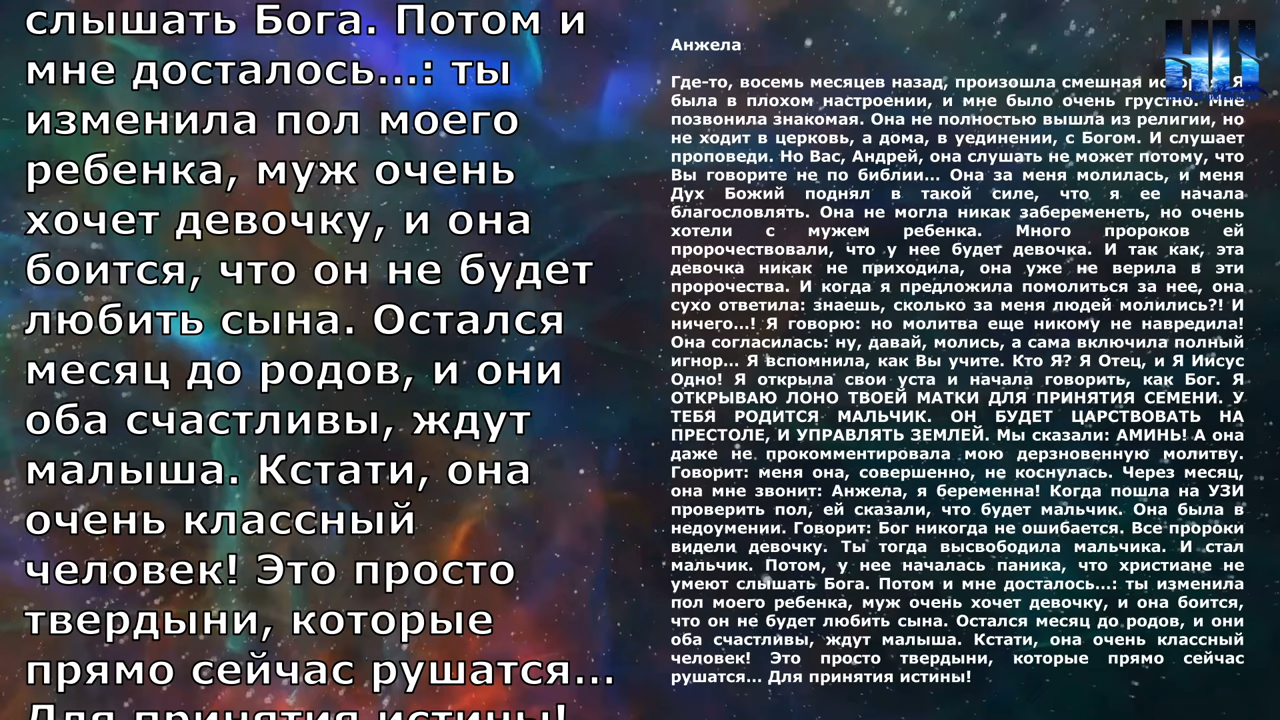 слышать Бога. Потом и
мне досталось...: ты
изменила пол моего
ребенка, муж очень
хочет девочку, и она
боится, что он не будет
любить сына. Остался
месяц до родов, и они
оба счастливы, ждут
малыша. Кстати, она
очень классный
человек! Это просто
твердыни, которые
прямо сейчас рушатся...
Для принятия истины!
Анжела
Где-то, восемь месяцев назад, произошла смешная Я
была в плохом настроении, и мне было очень грустно. Мне
позвонила знакомая. Она не полностью вышла из религии, но
не ходит в церковь, а дома, в уединении, с Богом. И слушает
проповеди. Но Вас, Андрей, она слушать не может потому, что
Вы говорите не по библии... Она за меня молилась, и меня
Дух Божий поднял в такой силе, что я ее начала
благословлять. Она не могла никак забеременеть, но очень
хотели с мужем ребенка. Много пророков ей
пророчествовали, что у нее будет девочка. И так как, эта
девочка никак не приходила, она уже не верила в эти
пророчества. И когда я предложила помолиться за нее, она
сухо ответила: знаешь, сколько за меня людей молились?! И
ничего...! Я говорю: но молитва еще никому не навредила!
Она согласилась: ну, давай, молись, а сама включила полный
игнор... Я вспомнила, как Вы учите. Кто Я? Я Отец, и Я Иисус
Одно! Я открыла свои уста и начала говорить, как Бог. Я
ОТКРЫВАЮ ЛОНО ТВОЕЙ МАТКИ ДЛЯ ПРИНЯТИЯ СЕМЕНИ. У
ТЕБЯ РОДИТСЯ МАЛЬЧИК. ОН БУДЕТ ЦАРСТВОВАТЬ НА
ПРЕСТОЛЕ, И УПРАВЛЯТЬ ЗЕМЛЕЙ. Мы сказали: АМИНЬ! А она
даже не прокомментировала мою дерзновенную молитву.
Говорит: меня она, совершенно, не коснулась. Через месяц,
она мне звонит: Анжела, я беременна! Когда пошла на УЗИ
проверить пол, ей сказали, что будет мальчик. Она была в
недоумении. Говорит: Бог никогда не ошибается. Все пророки
видели девочку. Ты тогда высвободила мальчика. И стал
мальчик. Потом, у нее началась паника, что христиане не
умеют слышать Бога. Потом и мне досталось...: ты изменила
пол моего ребенка, муж очень хочет девочку, и она боится,
что он не будет любить сына. Остался месяц до родов, и они
оба счастливы, ждут малыша. Кстати, она очень классный
человек! Это просто твердыни, которые прямо сейчас
рушатся... Для принятия истины!